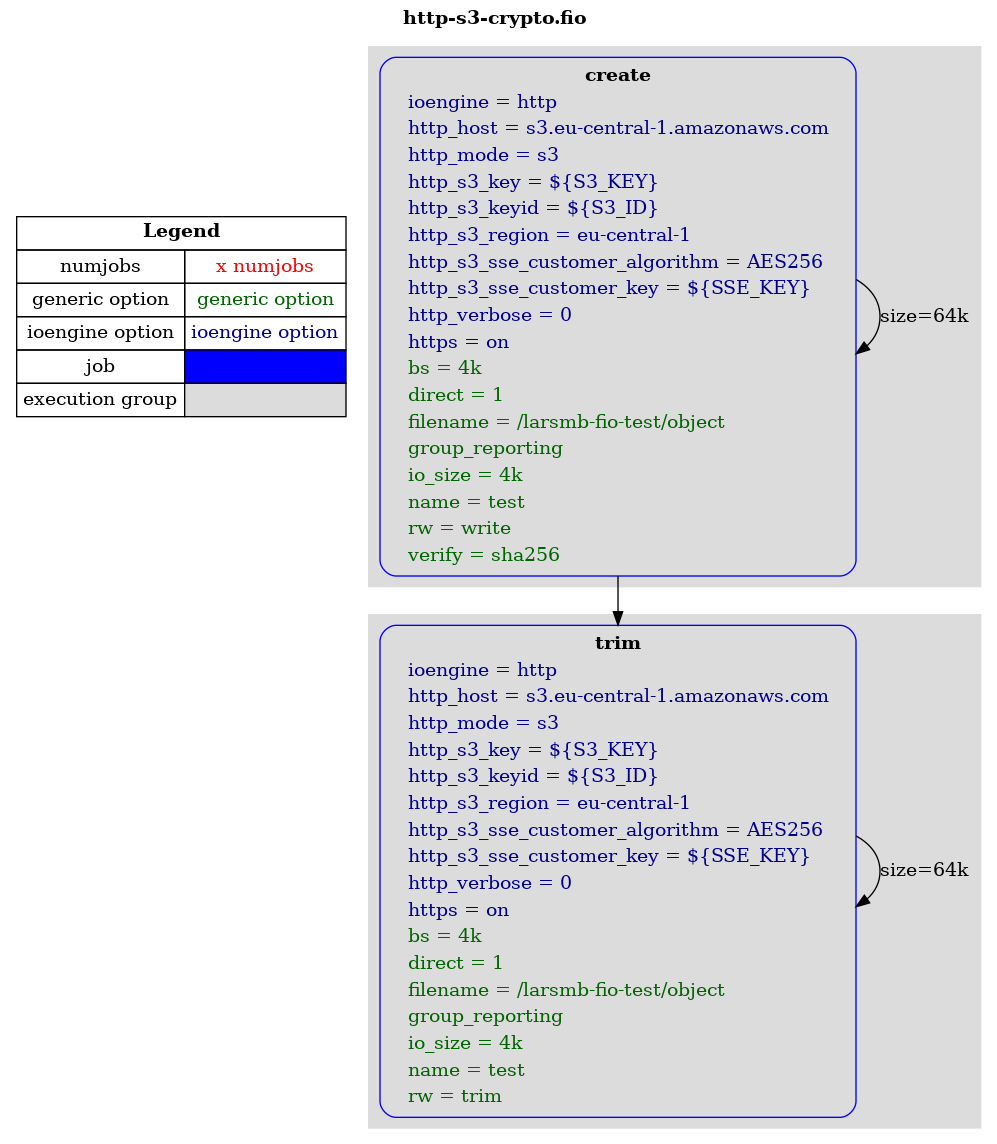 http-s3-crypto.fio
Legend
numjobs x numjobs
generic option generic option
ioengine option ioengine option
job
execution group
create
ioengine = http
http_host = s3.eu-central-1.amazonaws.com
http_mode = s3
http_s3_key = ${S3_KEY}
http_s3_keyid = ${S3_ID}
http_s3_region = eu-central-1
http_s3_sse_customer_algorithm = AES256
http_s3_sse_customer_key = ${SSE_KEY}
http_verbose = 0
https = on
bs = 4k
direct = 1
filename = /larsmb-fio-test/object
group_reporting
io_size = 4k
name = test
rw = write
verify = sha256
size=64k
trim
ioengine = http
http_host = s3.eu-central-1.amazonaws.com
http_mode = s3
http_s3_key = ${S3_KEY}
http_s3_keyid = ${S3_ID}
http_s3_region = eu-central-1
http_s3_sse_customer_algorithm = AES256
http_s3_sse_customer_key = ${SSE_KEY}
http_verbose = 0
https = on
bs = 4k
direct = 1
filename = /larsmb-fio-test/object
group_reporting
io_size = 4k
name = test
rw = trim
size=64k